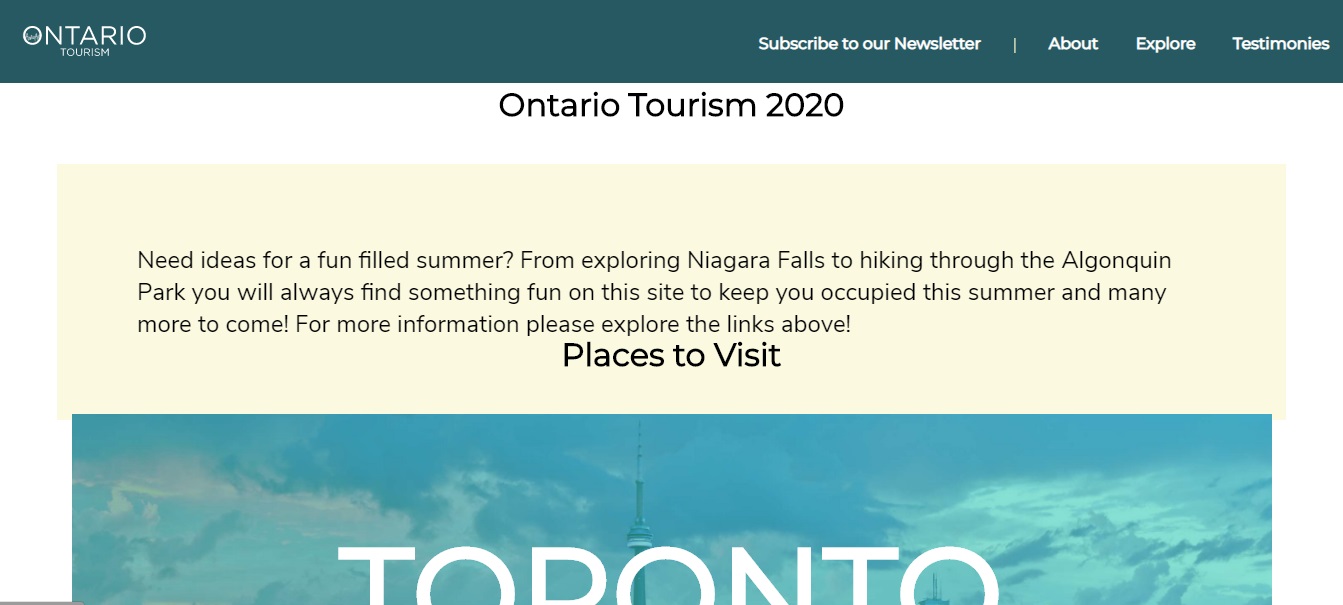 ONTARIO
TOURISM
Subscribe to our Newsletter | About Explore Testimonies
Ontario Tourism 2020
Need ideas for a fun filled summer? From exploring Niagara Falls to hiking through the Algonquin
Park you will always find something fun on this site to keep you occupied this summer and many
more to come! For more information please explore the links above!
Places to Visit
TORONTO